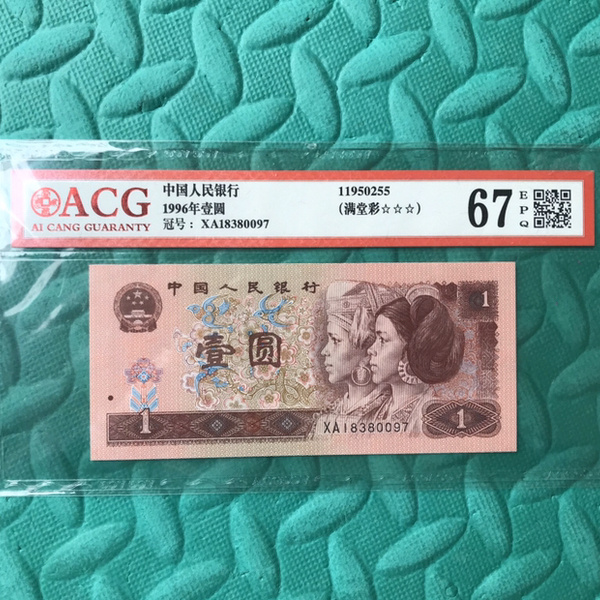 ACG
AI CANG GUARANTY
中国人民银行
1996年壹圆
冠号：XA18380097
11950255
(满堂彩☆☆☆)
67 EPQ
中国人民银行
壹圆
1
1
1
XA18380097